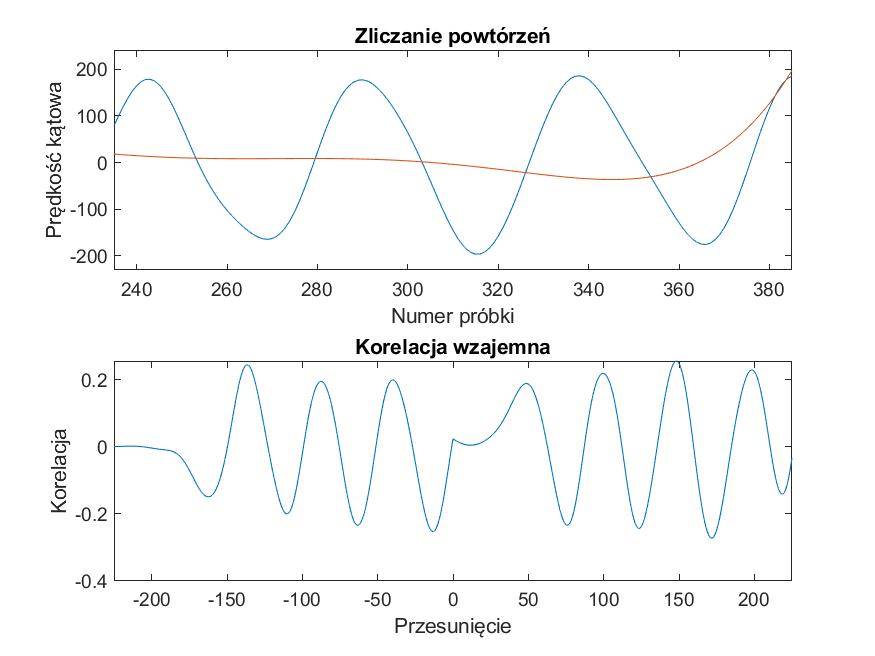 Zliczanie powtórzeń
200
100
0
-100
-200
Prędkość kątowa
240 260 280 300 320 340 360 380
Numer próbki
Korelacja wzajemna
0.2
0
-0.2
-0.4
Korelacja
-200 -150 -100 -50 0 50 100 150 200
Przesunięcie